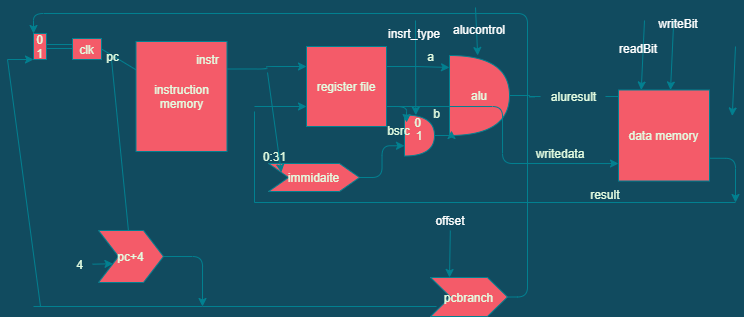 writeBit
insrt_type
alucontrol
readBit
0
1
clk
pc
instr
a
instruction
memory
register file
alu
aluresult
b
0
1
bsrc
data memory
0:31
writedata
immidaite
result
offset
4
pc+4
pcbranch